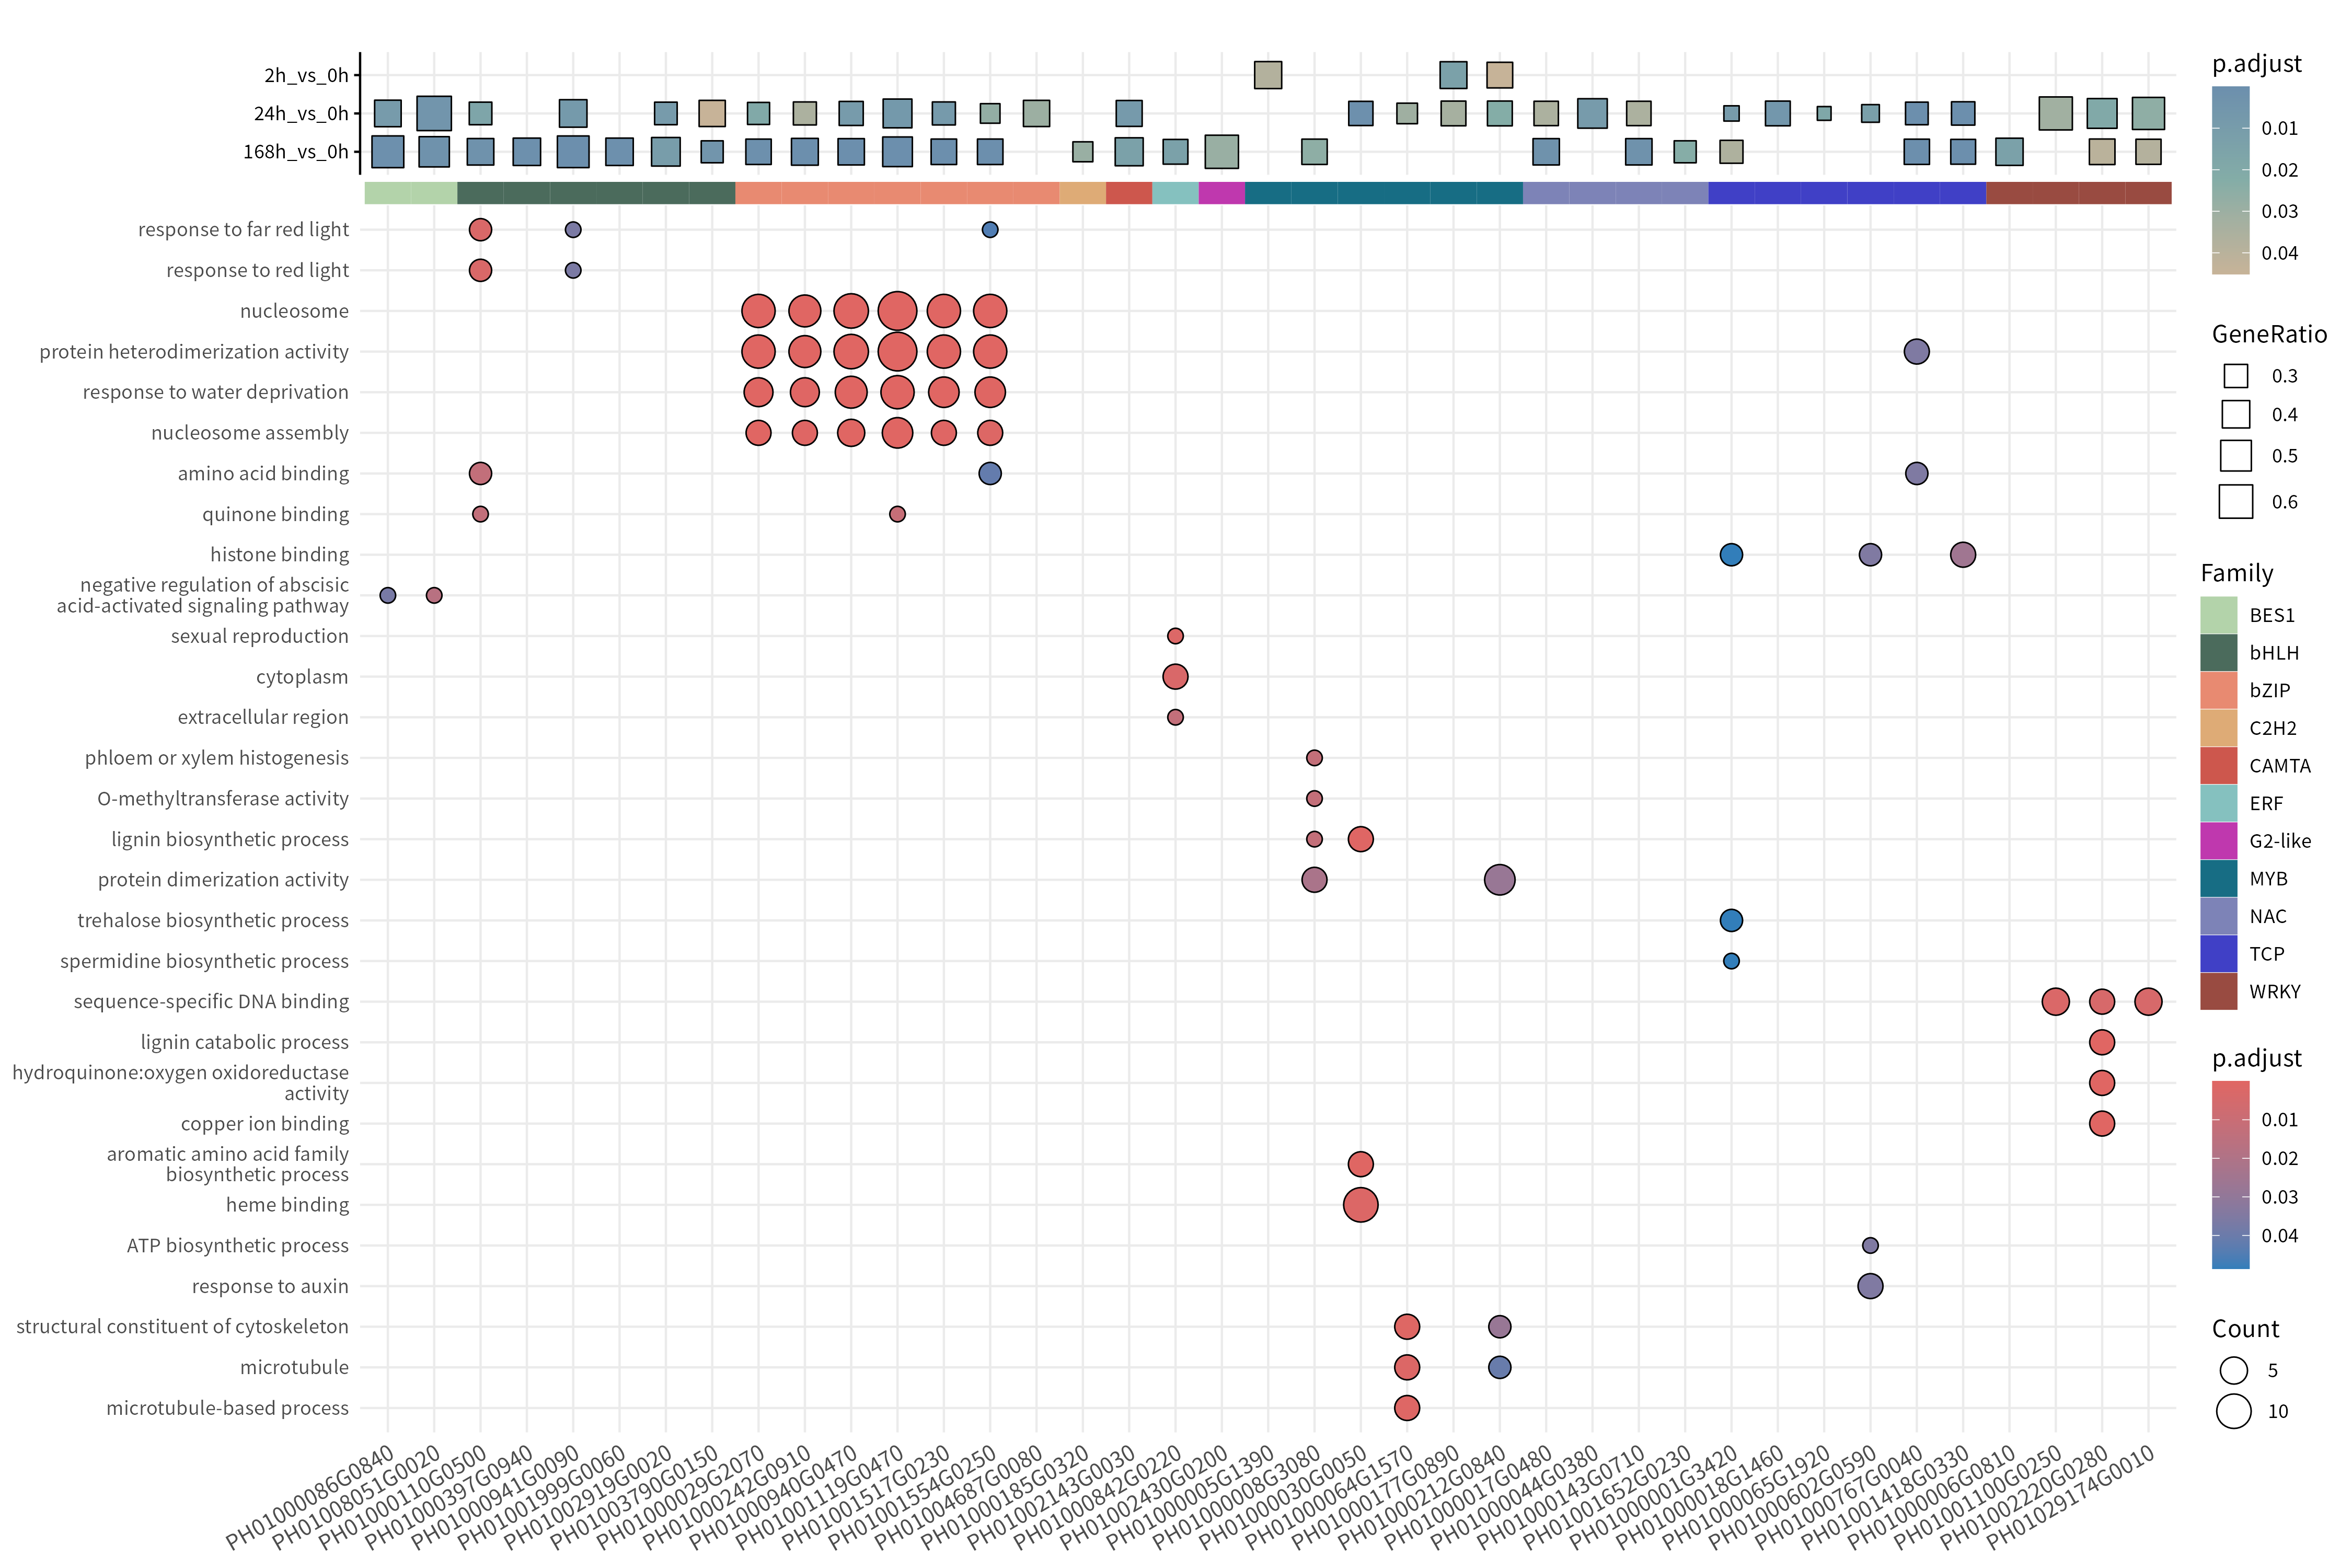 2h_vs_0h
24h_vs_0h
168h_vs_0h
response to far red light
response to red light
nucleosome
protein heterodimerization activity
response to water deprivation
nucleosome assembly
amino acid binding
quinone binding
histone binding
negative regulation of abscisic
acid-activated signaling pathway
sexual reproduction
cytoplasm
extracellular region
phloem or xylem histogenesis
O-methyltransferase activity
lignin biosynthetic process
protein dimerization activity
trehalose biosynthetic process
spermidine biosynthetic process
sequence-specific DNA binding
lignin catabolic process
hydroquinone:oxygen oxidoreductase
activity
copper ion binding
aromatic amino acid family
biosynthetic process
heme binding
ATP biosynthetic process
response to auxin
structural constituent of cytoskeleton
microtubule
microtubule-based process
PH01000086G0840
PH01008051G0020
PH01000110G0500
PH01000397G0940
PH01000941G0090
PH01001999G0060
PH01002919G0020
PH01003790G0150
PH01000029G2070
PH01000242G0910
PH01000940G0470
PH01001119G0470
PH01001517G0230
PH01001554G0250
PH01004687G0080
PH01000185G0320
PH01002143G0030
PH01000842G0220
PH01002430G0200
PH01000005G1390
PH01000008G3080
PH01000030G0050
PH01000064G1570
PH01000177G0890
PH01000212G0840
PH01000017G0480
PH01000044G0380
PH01000143G0710
PH01001652G0230
PH01000001G3420
PH01000018G1460
PH01000065G1920
PH01000602G0590
PH01000767G0040
PH01001418G0330
PH01000006G0810
PH01001100G0250
PH01002220G0280
PH01029174G0010
p.adjust
0.01
0.02
0.03
0.04
GeneRatio
0.3
0.4
0.5
0.6
Family
BES1
bHLH
bZIP
C2H2
CAMTA
ERF
G2-like
MYB
NAC
TCP
WRKY
p.adjust
0.01
0.02
0.03
0.04
Count
5
10